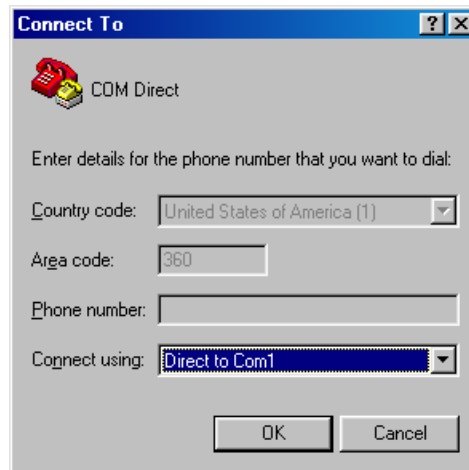 Connect To
COM Direct
Enter details for the phone number that you want to dial:
Country code: United States of America (1)
Area code: 360
Phone number:
Connect using: Direct to Com1
OK Cancel